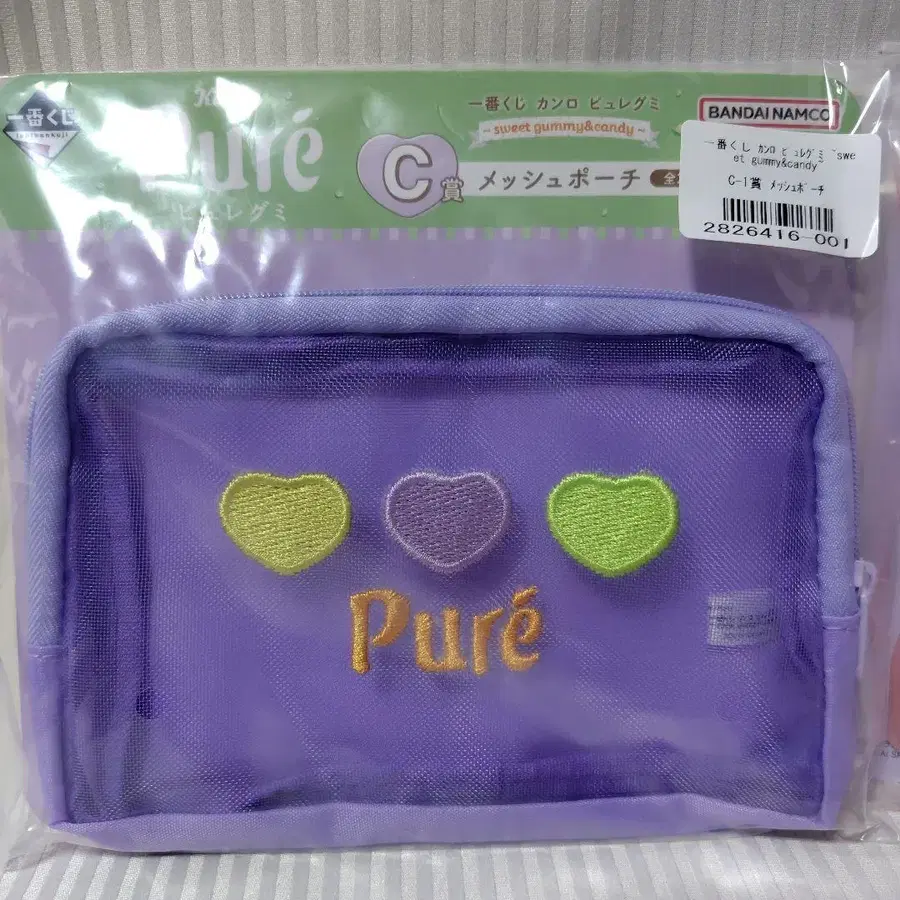 一番くじ
ichibankuji
Puré
ピュレグミ
一番くじ カンロ ピュレグミ
- sweet gummy&candy -
C賞 メッシュポーチ
BANDAI NAMCO
一番くじ ｶﾝﾛ ﾋﾟｭﾚｸﾞﾐ ~swe
et gummy&candy~
C-1賞 ﾒｯｼｭﾎﾟｰﾁ
2826416-001
Puré